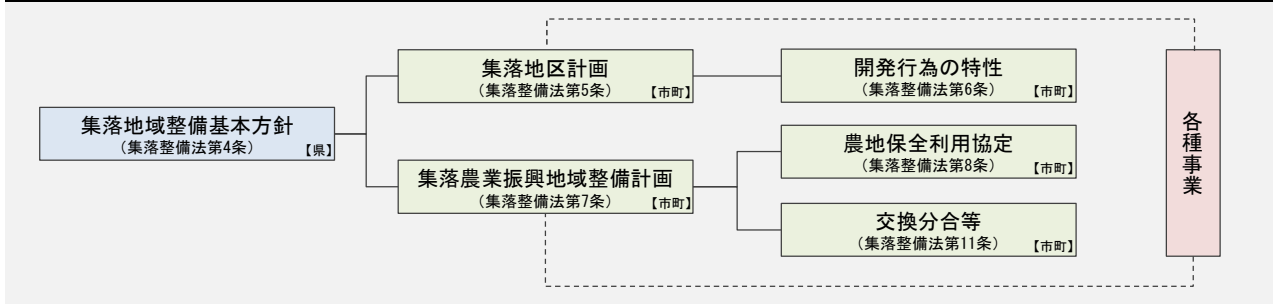 集落地域整備基本方針
(集落整備法第4条)
【県】
集落地区計画
(集落整備法第5条)
【市町】
開発行為の特性
(集落整備法第6条)
【市町】
集落農業振興地域整備計画
(集落整備法第7条)
【市町】
農地保全利用協定
(集落整備法第8条)
【市町】
交換分合等
(集落整備法第11条)
【市町】
各種事業